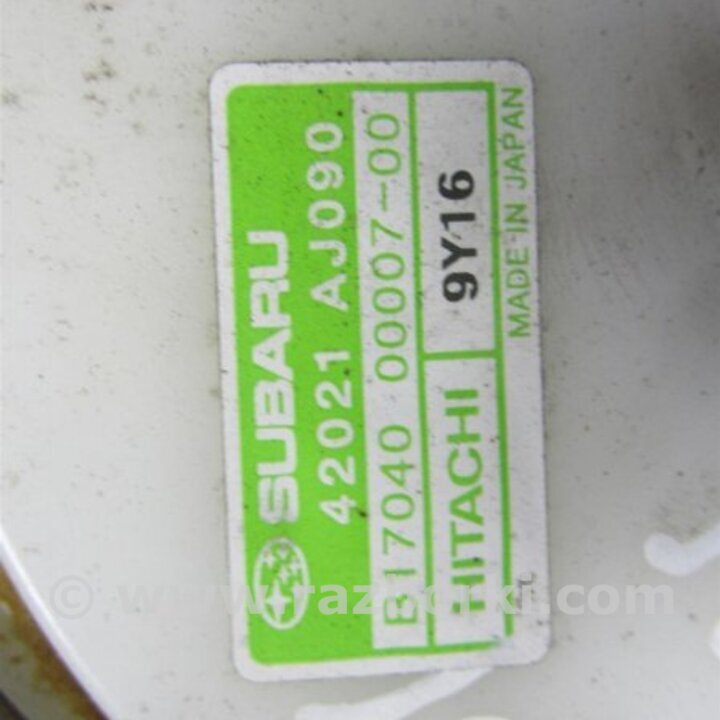 SUBARU
42021 AJ090
B17040 00007-00
HITACHI 9Y16
MADE IN JAPAN
© www.razborki.com